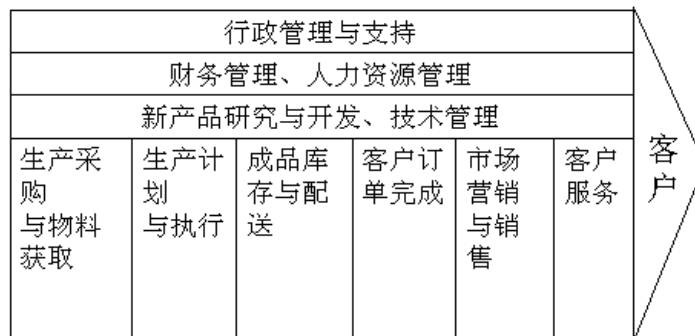 行政管理与支持
财务管理、人力资源管理
新产品研究与开发、技术管理
生产采
购
与物料
获取
生产计
划
与执行
成品库
存与配
送
客户订
单完成
市场
营销
与销
售
客户
服务
客
户